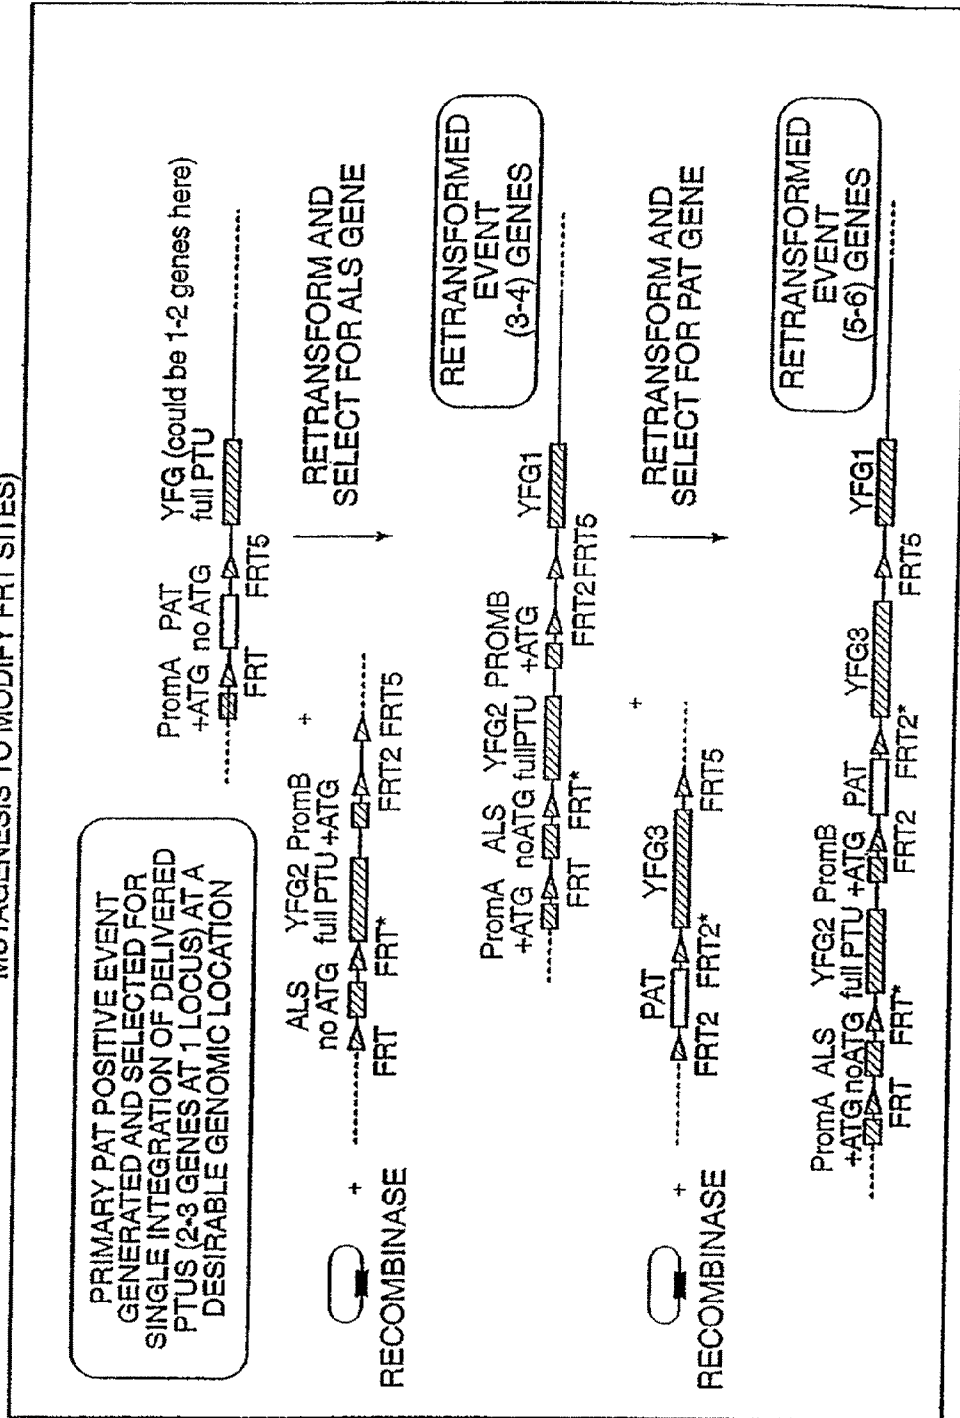 MUTAGENESIS TO MODIFY FRT SITES)
PRIMARY PAT POSITIVE EVENT
GENERATED AND SELECTED FOR
SINGLE INTEGRATION OF DELIVERED
PTUS (2-3 GENES AT 1 LOCUS) AT A
DESIRABLE GENOMIC LOCATION
PromA PAT YFG (could be 1-2 genes here)
+ATG no ATG full PTU
FRT FRT5
RECOMBINASE
+
ALS YFG2 PromB
no ATG full PTU +ATG
FRT FRT* FRT2 FRT5
+
RETRANSFORM AND
SELECT FOR ALS GENE
PromA ALS YFG2 PROMB YFG1
+ATG noATG fullPTU +ATG
FRT FRT* FRT2 FRT5
RETRANSFORMED
EVENT
(3-4) GENES
RECOMBINASE
+
PAT YFG3
FRT2 FRT2* FRT5
+
RETRANSFORM AND
SELECT FOR PAT GENE
PromA ALS YFG2 PromB PAT YFG3 YFG1
+ATG noATG full PTU +ATG
FRT FRT* FRT2 FRT2* FRT5
RETRANSFORMED
EVENT
(5-6) GENES